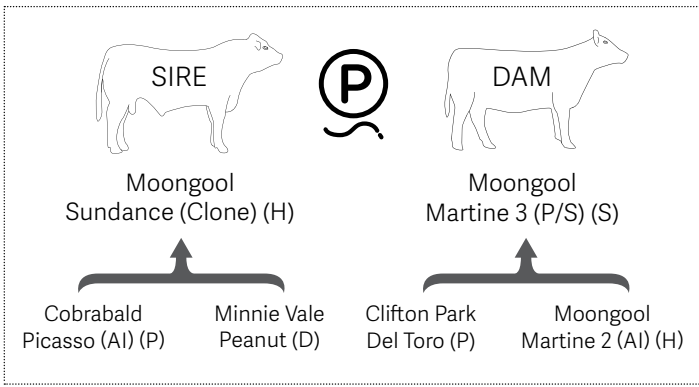 SIRE
P
DAM
Moongool
Sundance (Clone) (H)
Moongool
Martine 3 (P/S) (S)
Cobrabald
Picasso (AI) (P)
Minnie Vale
Peanut (D)
Clifton Park
Del Toro (P)
Moongool
Martine 2 (AI) (H)